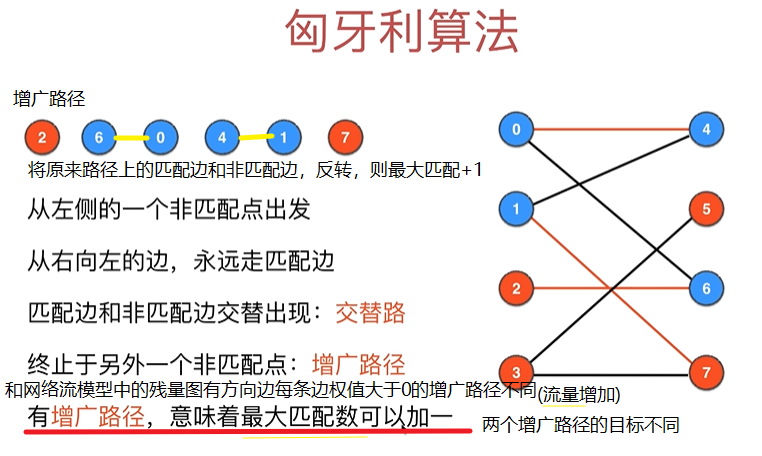 匈牙利算法
增广路径
2 6 0 4 1 7
将原来路径上的匹配边和非匹配边，反转，则最大匹配+1
从左侧的一个非匹配点出发
从右向左的边，永远走匹配边
匹配边和非匹配边交替出现：交替路
终止于另外一个非匹配点：增广路径
和网络流模型中的残量图有方向边每条边权值大于0的增广路径不同(流量增加)
有增广路径，意味着最大匹配数可以加一
两个增广路径的目标不同
0 4
1 5
2 6
3 7